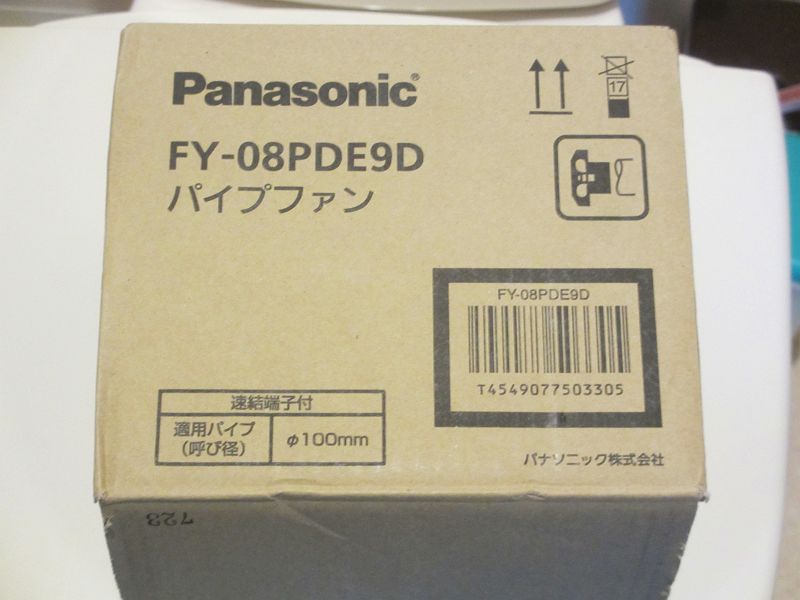 Panasonic®
17
FY-08PDE9D
パイプファン
FY-08PDE9D
T4549077503305
速結端子付
適用パイプ
(呼び径)
φ100mm
パナソニック株式会社
723